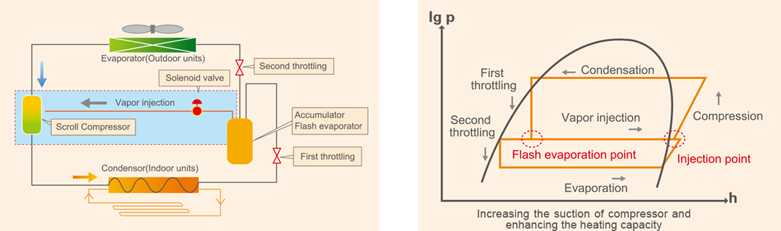 Evaporator(Outdoor units)
Second throttling
Solenoid valve
Vapor injection
Scroll Compressor
Accumulator
Flash evaporator
First throttling
Condensor(Indoor units)
lg p
Condensation
First
throttling
Vapor injection
Compression
Second
throttling
Flash evaporation point
Injection point
Evaporation
h
Increasing the suction of compressor and
enhancing the heating capacity